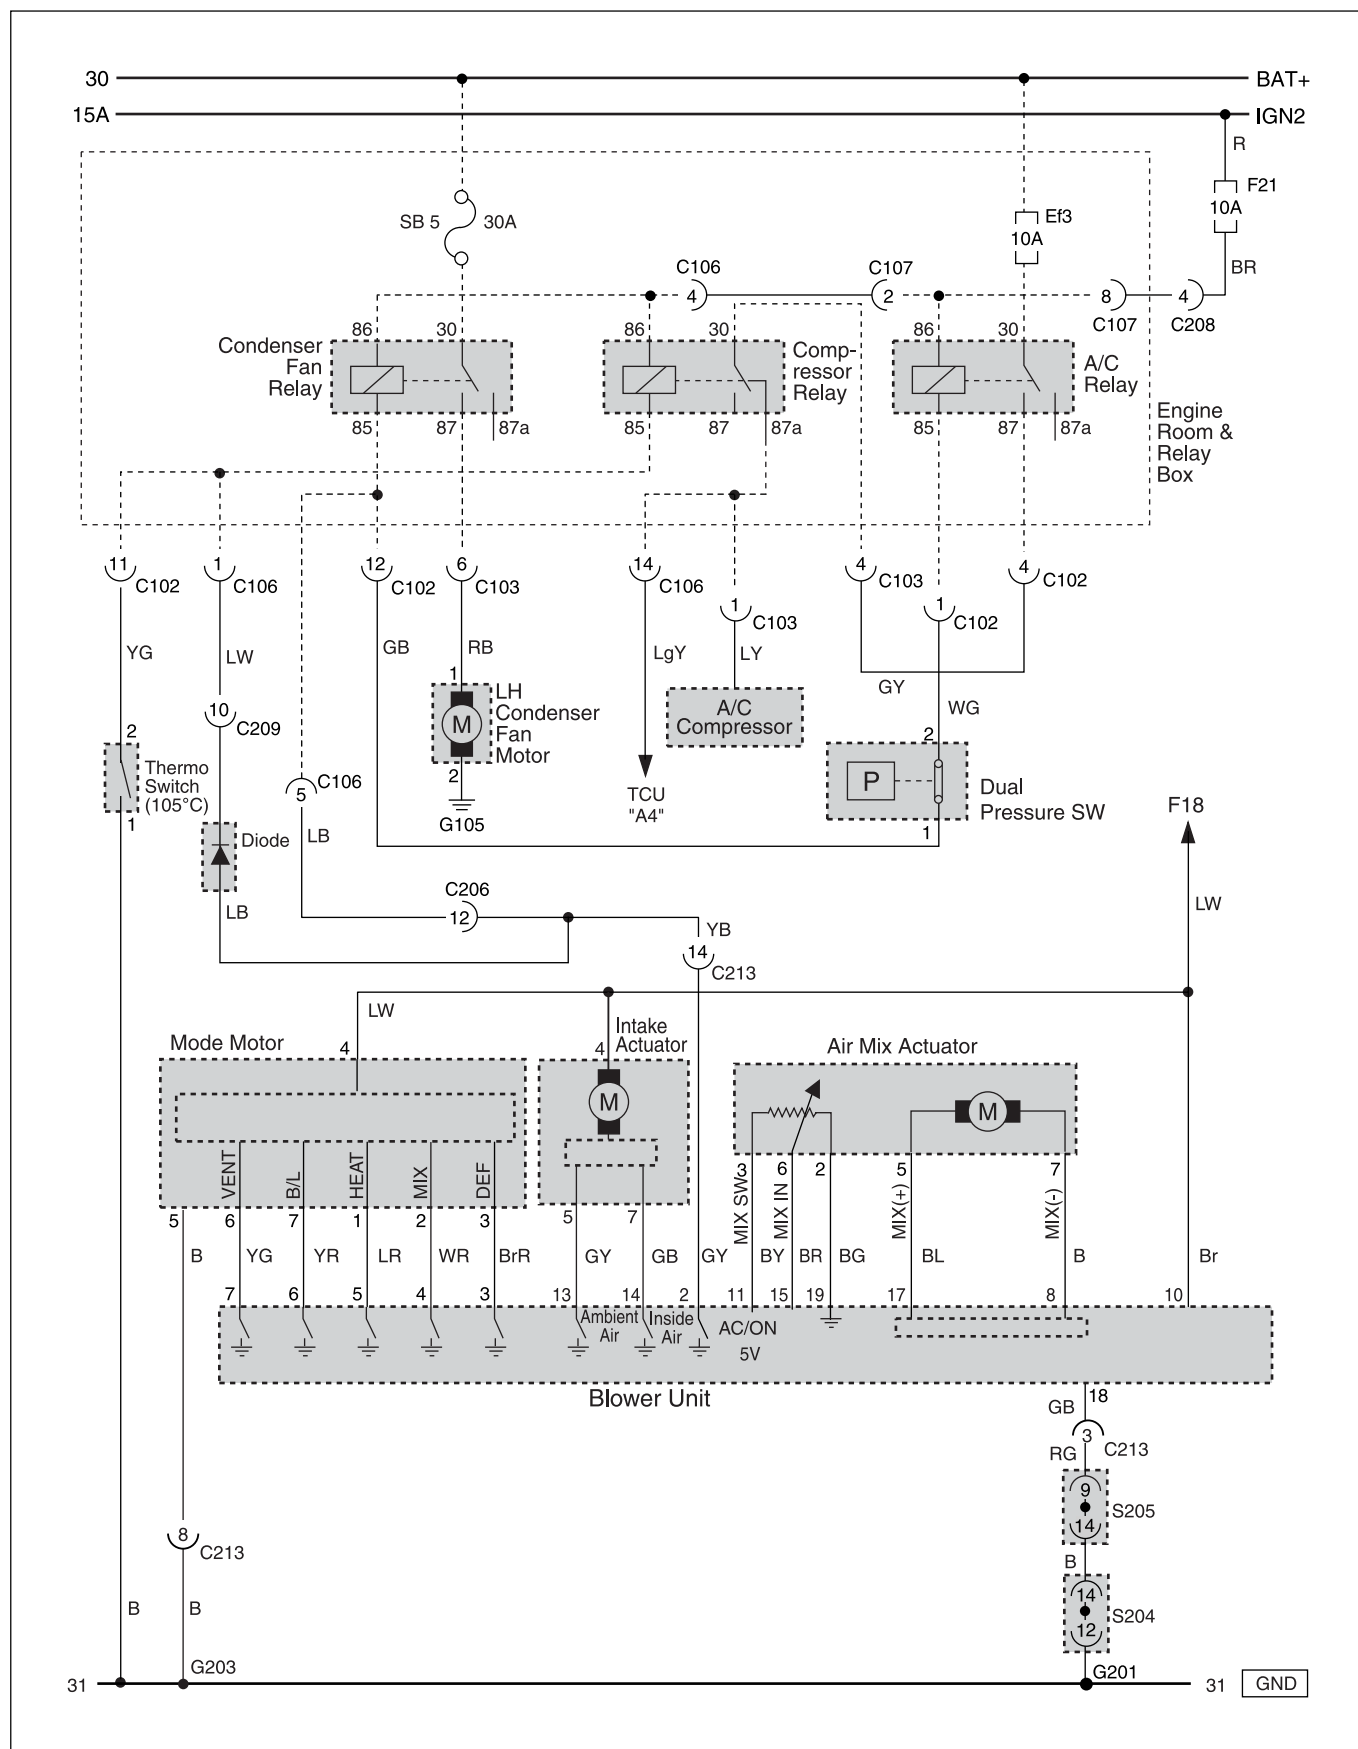 30 BAT+
15A IGN2
R
F21
10A
BR
SB 5 30A
Ef3
10A
C106
4
C107
2
8
C107
4
C208
86 30
Condenser
Fan
Relay
85 87 87a
86 30
Comp-
ressor
Relay
85 87 87a
86 30
A/C
Relay
85 87 87a
Engine
Room &
Relay
Box
11
C102
1
C106
12
C102
6
C103
14
C106
1
C103
4
C103
1
C102
4
C102
YG
LW
GB
RB
LgY
LY
GY
WG
10
C209
1
M
LH
Condenser
Fan
Motor
2
G105
A/C
Compressor
TCU
"A4"
2
Thermo
Switch
(105°C)
1
5
C106
LB
Diode
LB
2
P
Dual
Pressure SW
1
F18
LW
C206
12
YB
14
C213
LW
Mode Motor
4
Intake
Actuator
4
M
Air Mix Actuator
M
VENT
B/L
HEAT
MIX
DEF
5 6 7 1 2 3
5 7
3 6 2 5 7
MIX SW
MIX IN
MIX(+)
MIX(-)
B YG YR LR WR BrR GY GB GY BY BR BG BL B Br
7 6 5 4 3 13 14 2 11 15 19 17 8 10
Ambient
Air
Inside
Air
AC/ON
5V
Blower Unit
18
GB
3
C213
RG
9
S205
14
B
14
S204
12
8
C213
B
B
G203
G201
31
31
GND